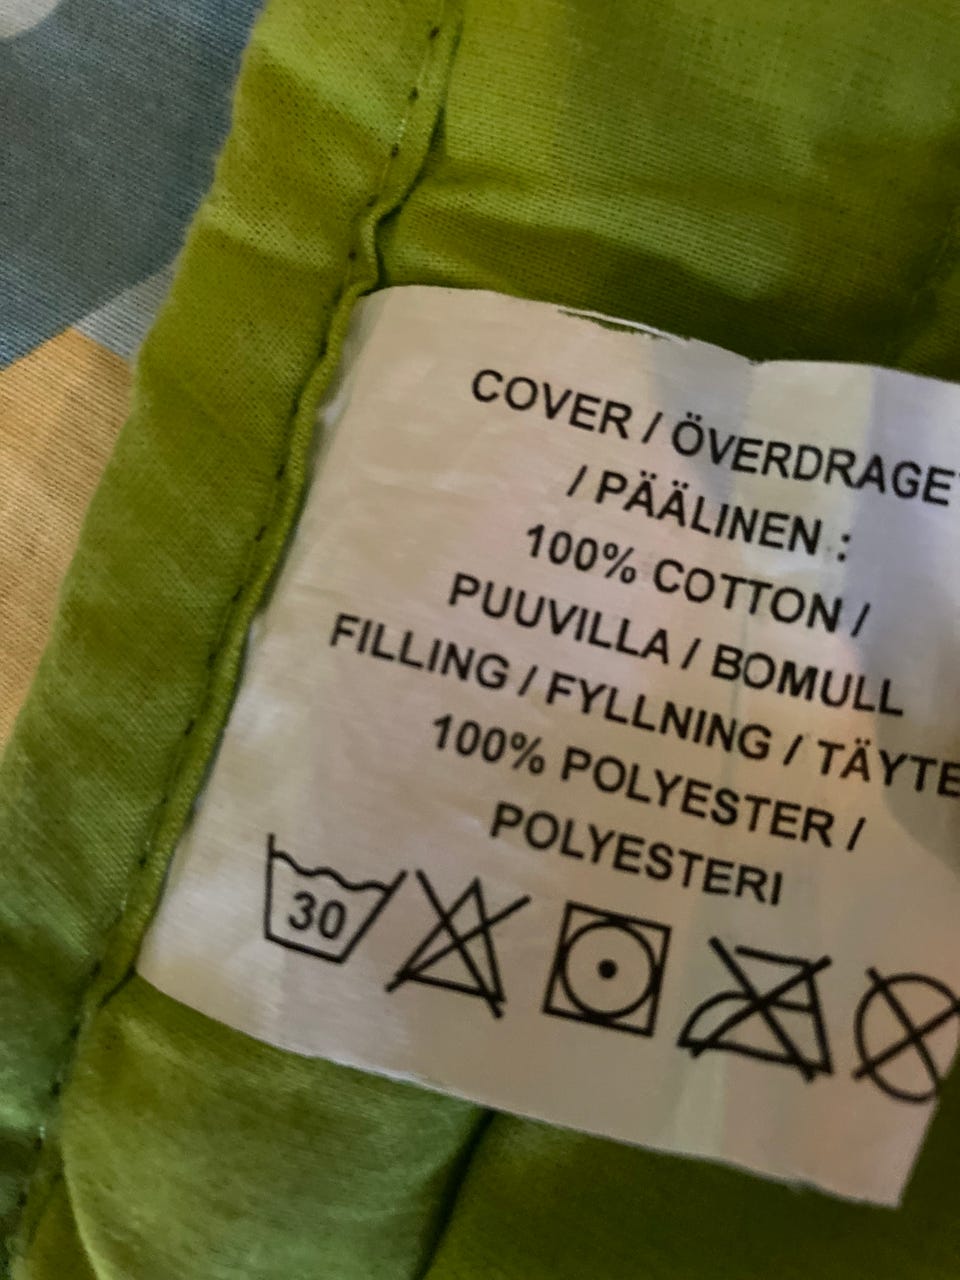 COVER / ÖVERDRAGET
/ PÄÄLINEN :
100% COTTON /
PUUVILLA / BOMULL
FILLING / FYLLNING / TÄYTE
100% POLYESTER /
POLYESTERI
30